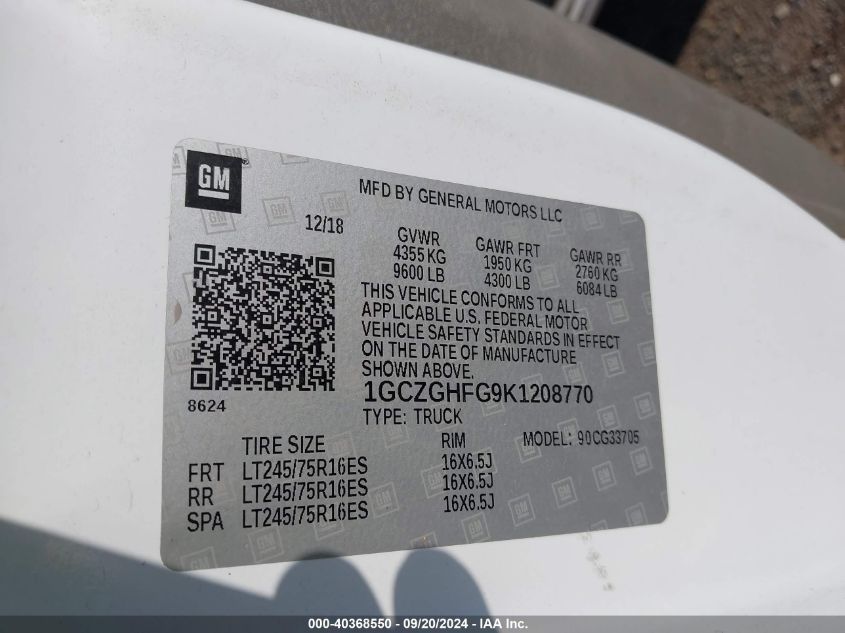 GM
MFD BY GENERAL MOTORS LLC
12/18
GVWR GAWR FRT GAWR RR
4355 KG 1950 KG 2760 KG
9600 LB 4300 LB 6084 LB
THIS VEHICLE CONFORMS TO ALL
APPLICABLE U.S. FEDERAL MOTOR
VEHICLE SAFETY STANDARDS IN EFFECT
ON THE DATE OF MANUFACTURE
SHOWN ABOVE.
1GCZGHFG9K1208770
8624
TYPE: TRUCK
TIRE SIZE RIM MODEL: 90CG33705
FRT LT245/75R16ES 16X6.5J
RR LT245/75R16ES 16X6.5J
SPA LT245/75R16ES 16X6.5J
000-40368550 - 09/20/2024 - IAA Inc.